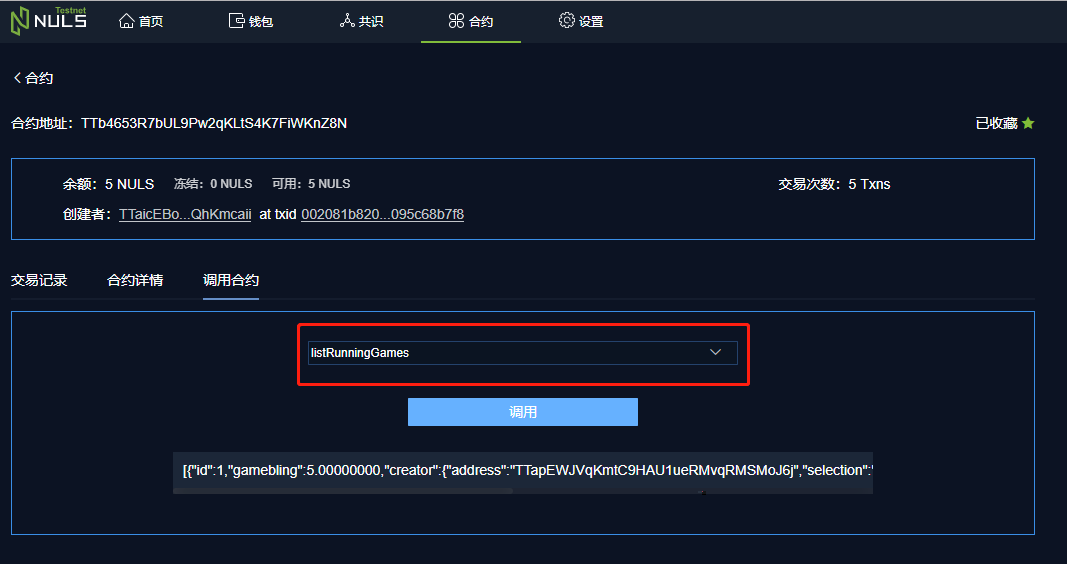 Testnet
NULS 首页 钱包 共识 合约 设置
合约
合约地址：TTb4653R7bUL9Pw2qKLtS4K7FiWKnZ8N 已收藏
余额：5 NULS 冻结：0 NULS 可用：5 NULS 交易次数：5 Txns
创建者：TTaicEBo...QhKmcaii at txid 002081b820...095c68b7f8
交易记录 合约详情 调用合约
listRunningGames
调用
[{"id":1,"gamebling":5.00000000,"creator":{"address":"TTapEWJVqKmtC9HAU1ueRMvqRMSMoJ6j","selection":'